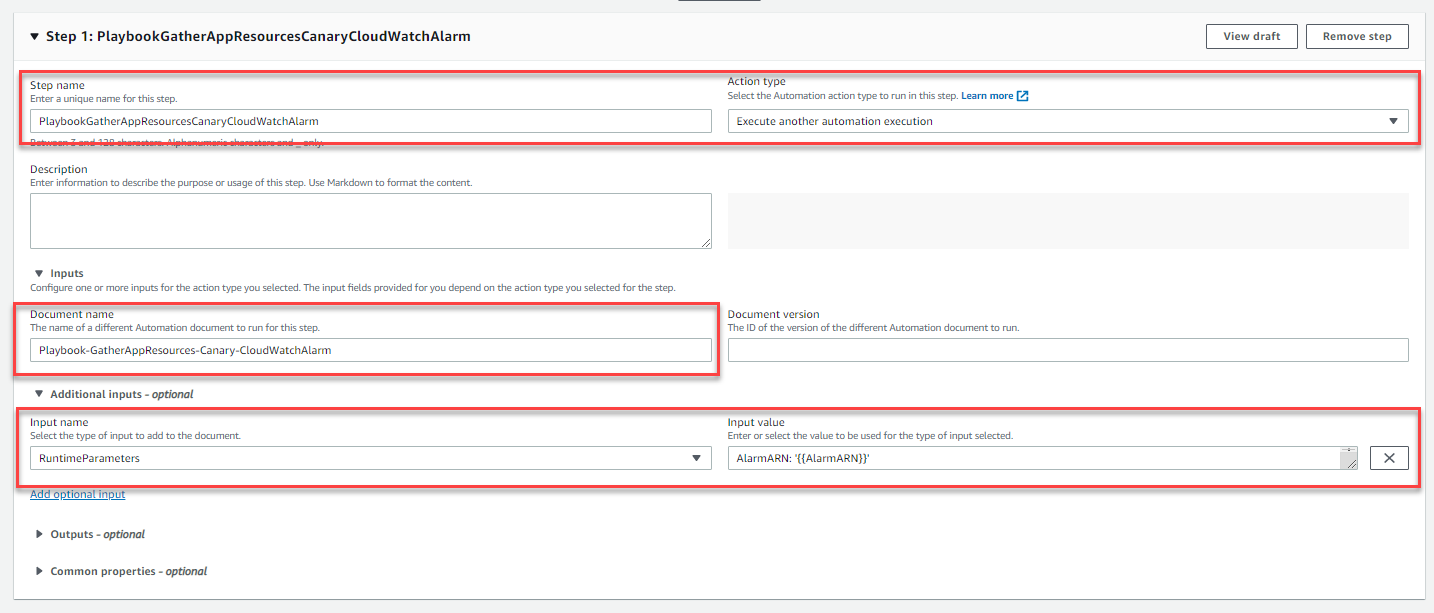 Step 1: PlaybookGatherAppResourcesCanaryCloudWatchAlarm
View draft
Remove step
Step name
Enter a unique name for this step.
PlaybookGatherAppResourcesCanaryCloudWatchAlarm
Between 3 and 128 characters. Alphanumeric characters and _ only.
Action type
Select the Automation action type to run in this step. Learn more
Execute another automation execution
Description
Enter information to describe the purpose or usage of this step. Use Markdown to format the content.
Inputs
Configure one or more inputs for the action type you selected. The input fields provided for you depend on the action type you selected for the step.
Document name
The name of a different Automation document to run for this step.
Playbook-GatherAppResources-Canary-CloudWatchAlarm
Document version
The ID of the version of the different Automation document to run.
Additional inputs - optional
Input name
Select the type of input to add to the document.
RuntimeParameters
Input value
Enter or select the value to be used for the type of input selected.
AlarmARN: '{{AlarmARN}}'
Add optional input
Outputs - optional
Common properties - optional